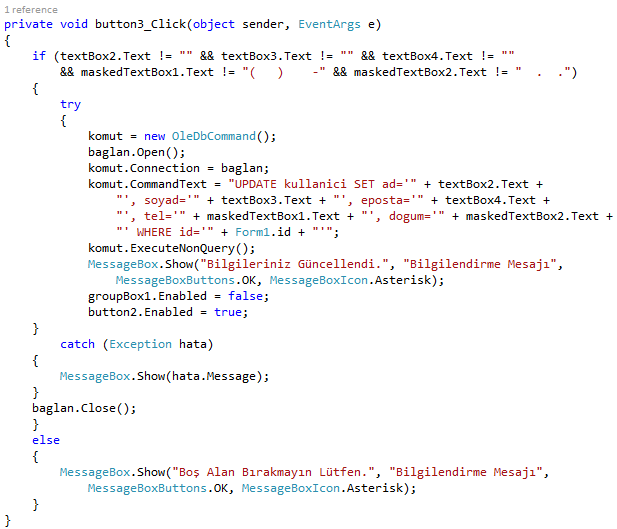 1 reference
private void button3_Click(object sender, EventArgs e)
{
    if (textBox2.Text != "" && textBox3.Text != "" && textBox4.Text != ""
        && maskedTextBox1.Text != "(   )    -" && maskedTextBox2.Text != "  .  .")
    {
        try
        {
            komut = new OleDbCommand();
            baglan.Open();
            komut.Connection = baglan;
            komut.CommandText = "UPDATE kullanici SET ad='" + textBox2.Text +
                "', soyad='" + textBox3.Text + "', eposta='" + textBox4.Text +
                "', tel='" + maskedTextBox1.Text + "', dogum='" + maskedTextBox2.Text +
                "' WHERE id='" + Form1.id + "'";
            komut.ExecuteNonQuery();
            MessageBox.Show("Bilgileriniz Güncellendi.", "Bilgilendirme Mesajı",
                MessageBoxButtons.OK, MessageBoxIcon.Asterisk);
            groupBox1.Enabled = false;
            button2.Enabled = true;
    }
        catch (Exception hata)
    {
        MessageBox.Show(hata.Message);
    }
    baglan.Close();
    }
    else
    {
        MessageBox.Show("Boş Alan Bırakmayın Lütfen.", "Bilgilendirme Mesajı",
            MessageBoxButtons.OK, MessageBoxIcon.Asterisk);
    }
}